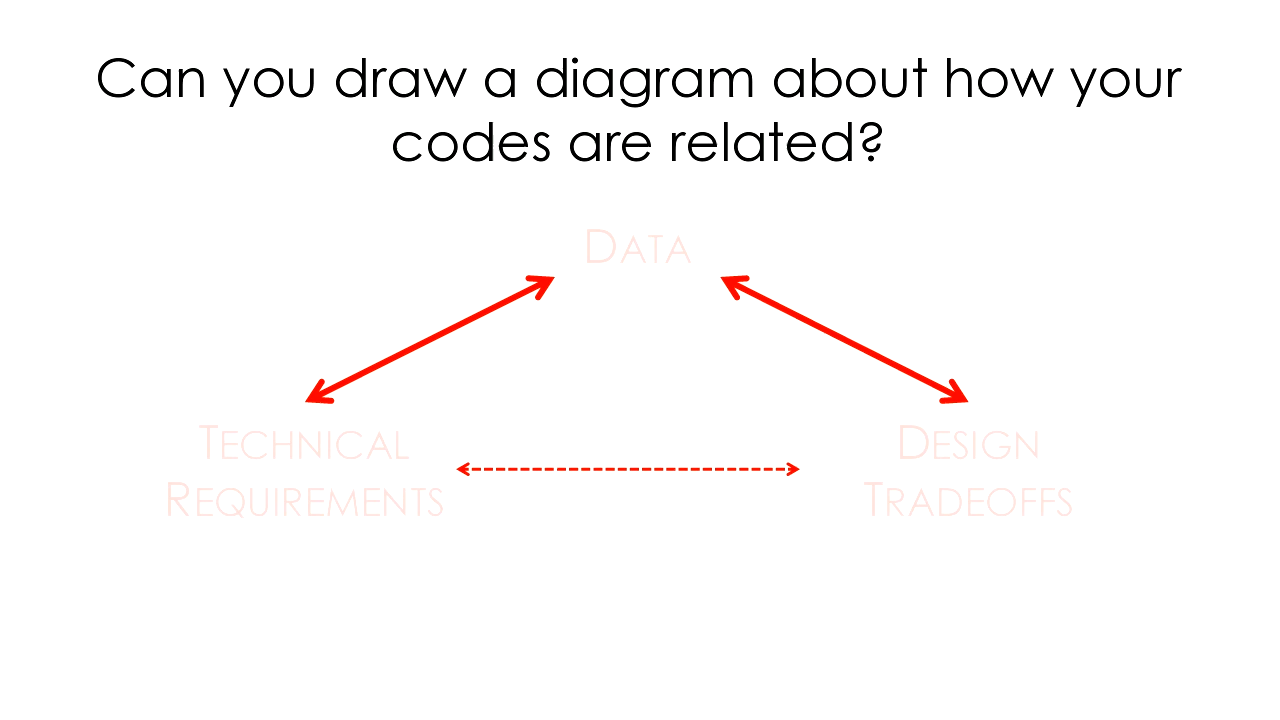 Can you draw a diagram about how your
codes are related?
DATA
TECHNICAL
REQUIREMENTS
DESIGN
TRADEOFFS